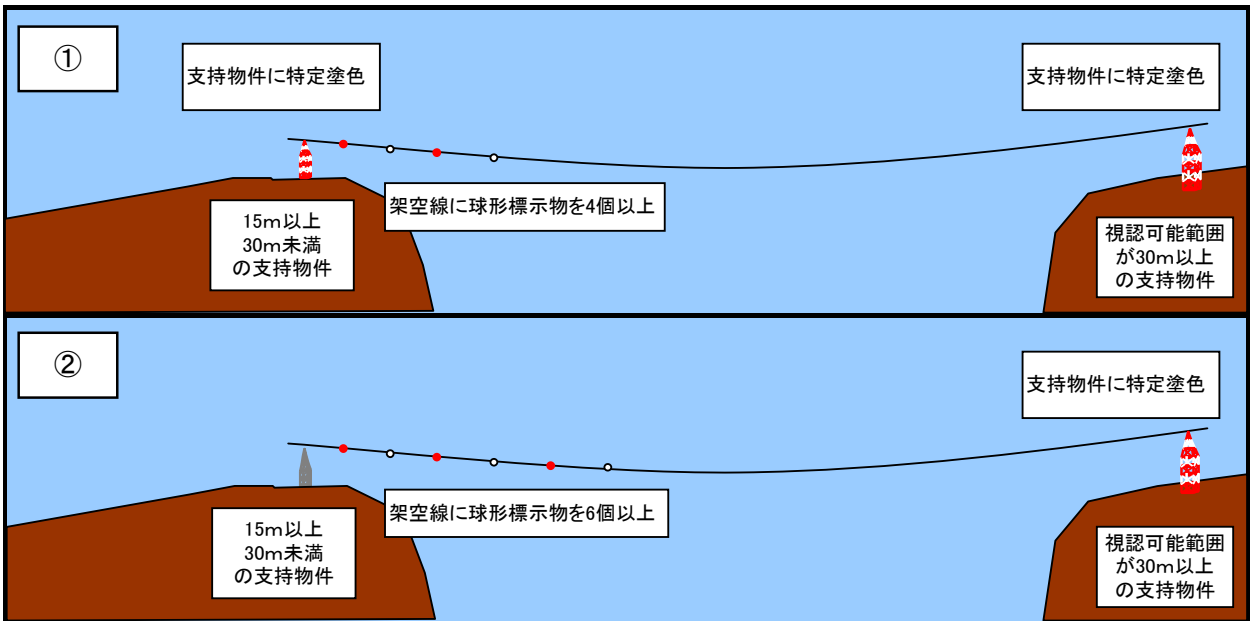 ①
支持物件に特定塗色
支持物件に特定塗色
架空線に球形標示物を4個以上
15m以上
30m未満
の支持物件
視認可能範囲
が30m以上
の支持物件
②
支持物件に特定塗色
架空線に球形標示物を6個以上
15m以上
30m未満
の支持物件
視認可能範囲
が30m以上
の支持物件